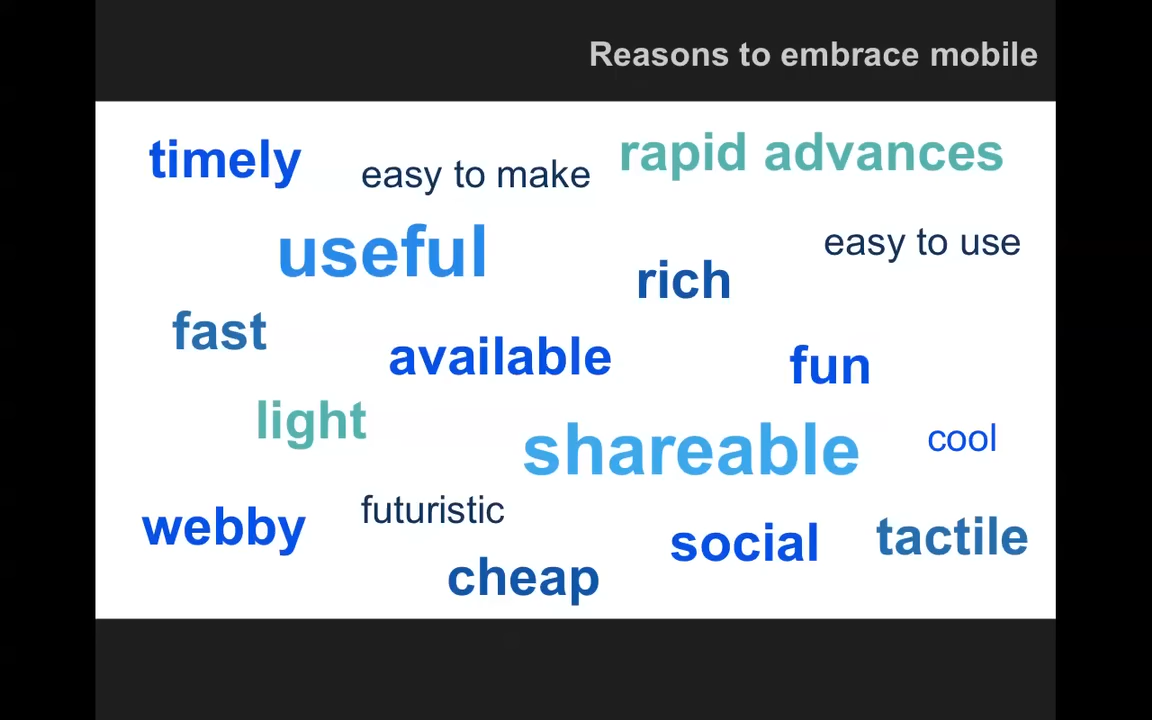 Reasons to embrace mobile
timely
easy to make
rapid advances
useful
easy to use
rich
fast
available
fun
light
shareable
cool
webby
futuristic
social
tactile
cheap